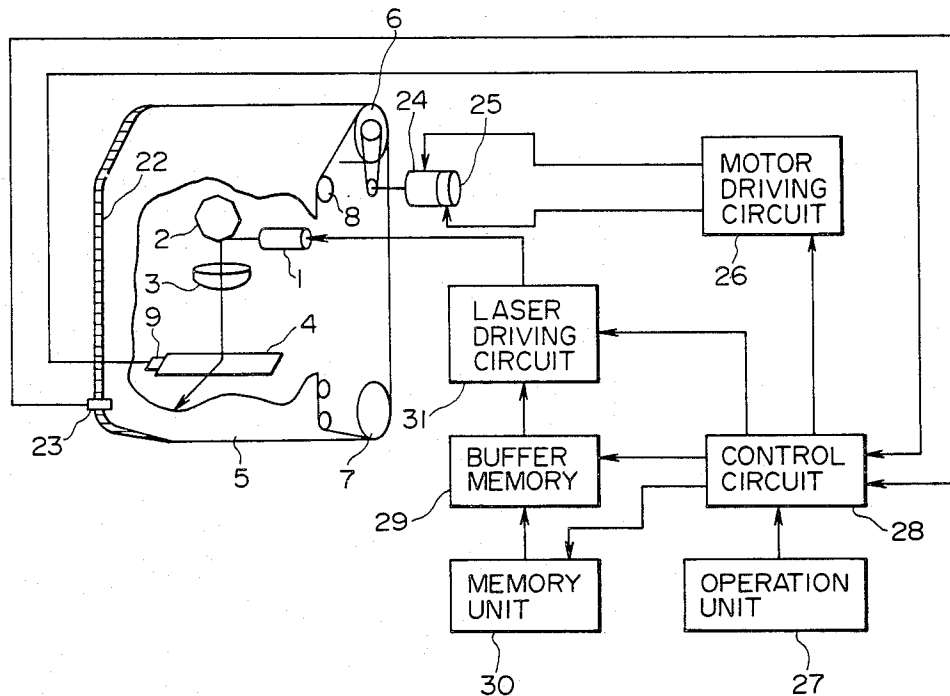 6
24
25
22
MOTOR
DRIVING
CIRCUIT
8
2
1
26
3
LASER
DRIVING
CIRCUIT
9
4
31
23
BUFFER
MEMORY
CONTROL
CIRCUIT
5
7
29
28
MEMORY
UNIT
OPERATION
UNIT
30
27